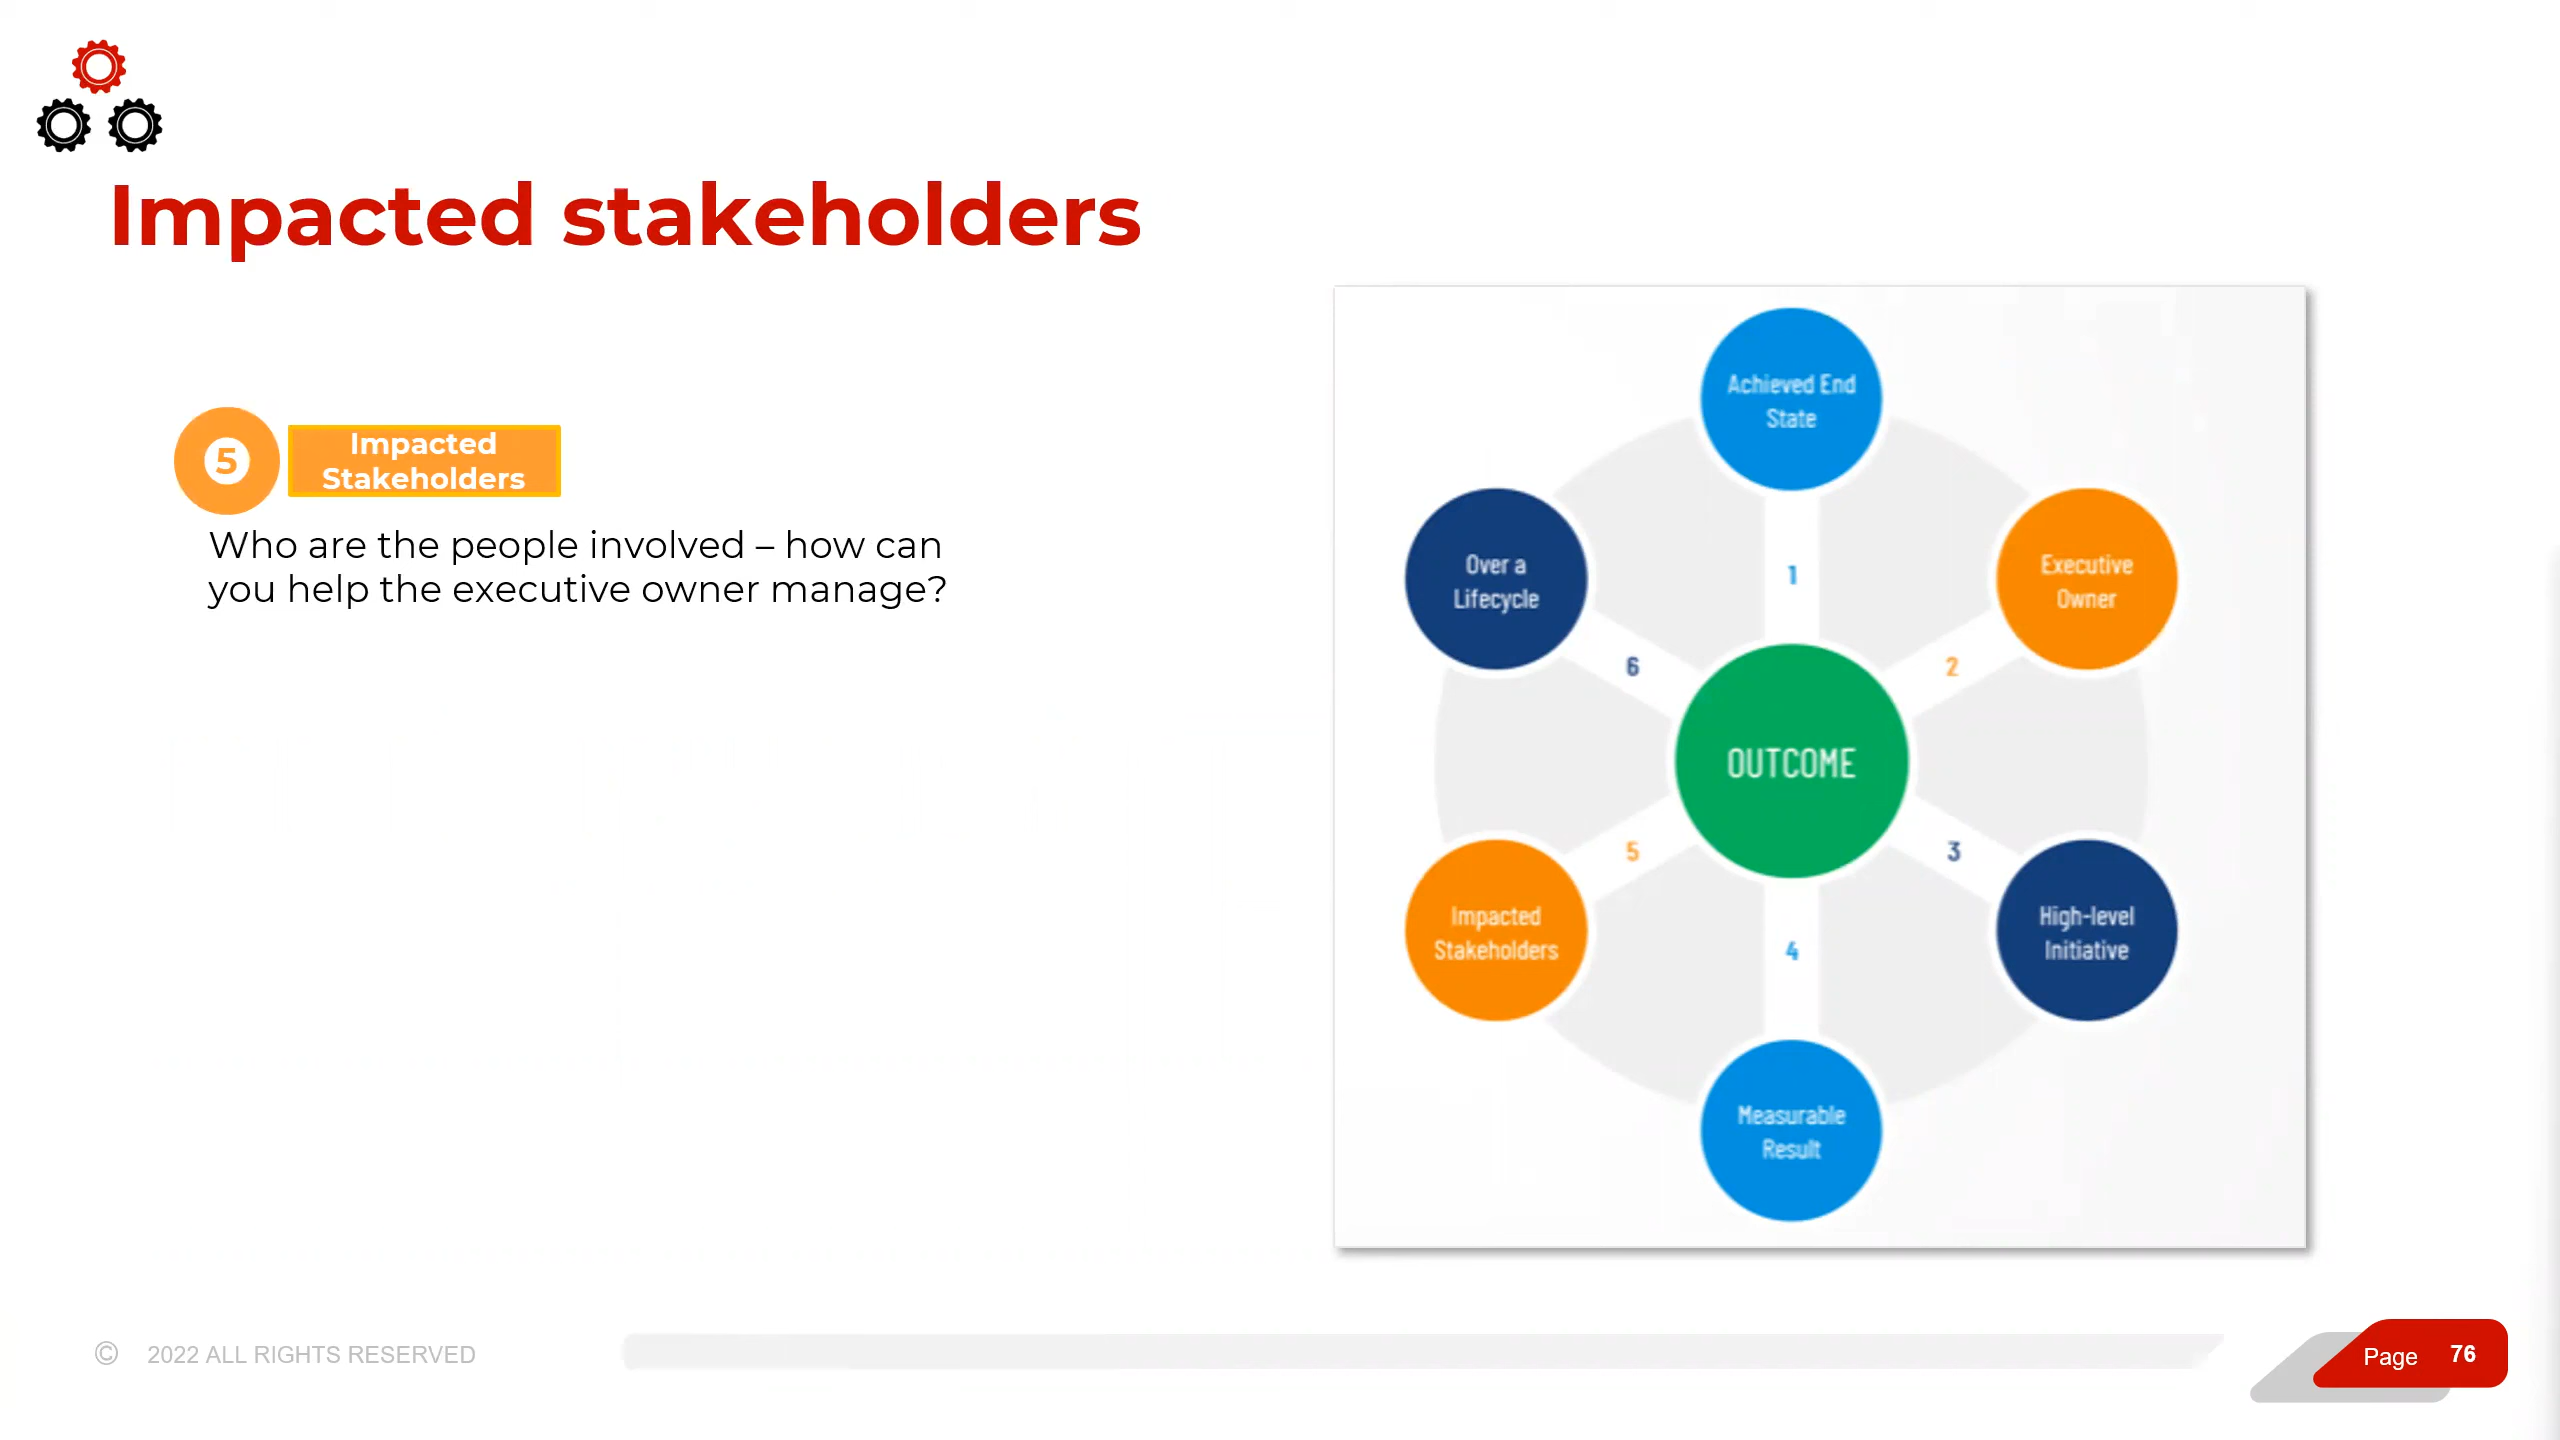 Impacted stakeholders
5
Impacted
Stakeholders
Who are the people involved – how can
you help the executive owner manage?
Achieved End
State
Over a
Lifecycle
Executive
Owner
1
6
2
OUTCOME
5
3
Impacted
Stakeholders
High-level
Initiative
4
Measurable
Result
© 2022 ALL RIGHTS RESERVED
Page 76